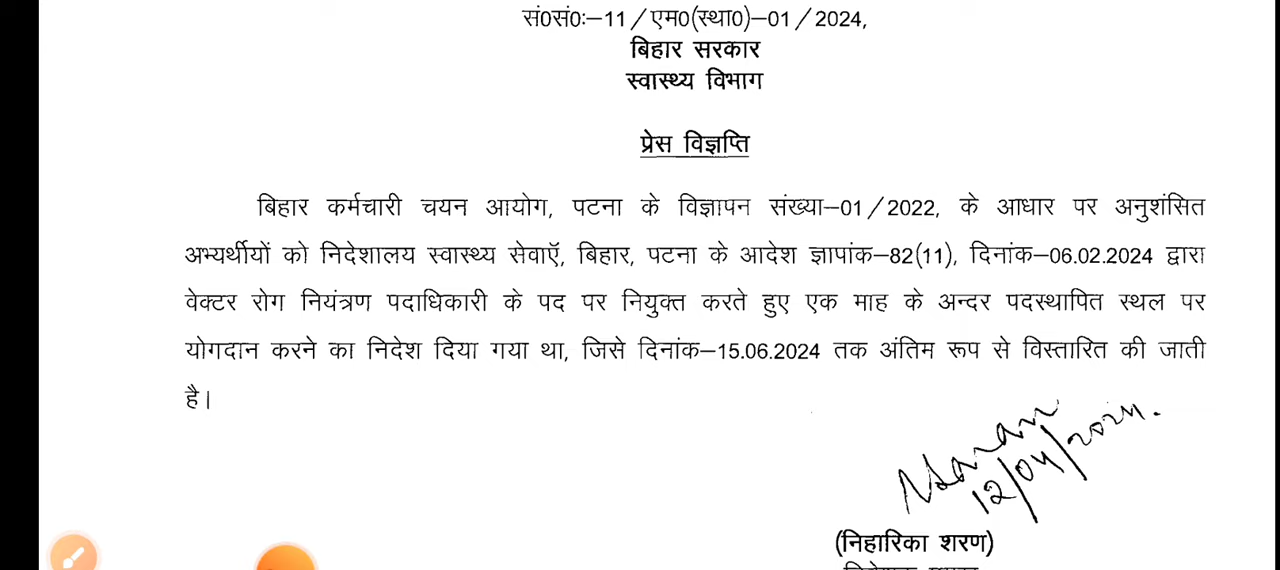 सं0सं0ः–11/एम0(स्था0)–01/2024,
बिहार सरकार
स्वास्थ्य विभाग
प्रेस विज्ञप्ति
बिहार कर्मचारी चयन आयोग, पटना के विज्ञापन संख्या–01/2022, के आधार पर अनुशंसित
अभ्यर्थीयों को निदेशालय स्वास्थ्य सेवाएँ, बिहार, पटना के आदेश ज्ञापांक–82(11), दिनांक–06.02.2024 द्वारा
वेक्टर रोग नियंत्रण पदाधिकारी के पद पर नियुक्त करते हुए एक माह के अन्दर पदस्थापित स्थल पर
योगदान करने का निदेश दिया गया था, जिसे दिनांक–15.06.2024 तक अंतिम रूप से विस्तारित की जाती
है।
12/04/2024.
(निहारिका शरण)